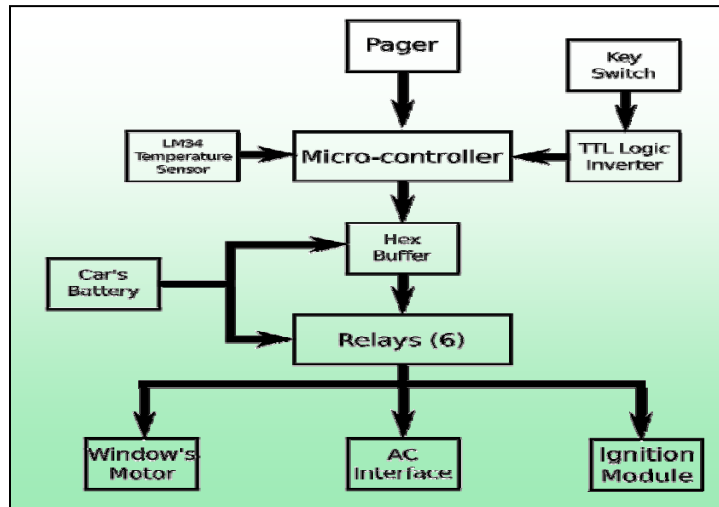 Pager
Key
Switch
LM34
Temperature
Sensor
Micro-controller
TTL Logic
Inverter
Hex
Buffer
Car's
Battery
Relays (6)
Window's
Motor
AC
Interface
Ignition
Module